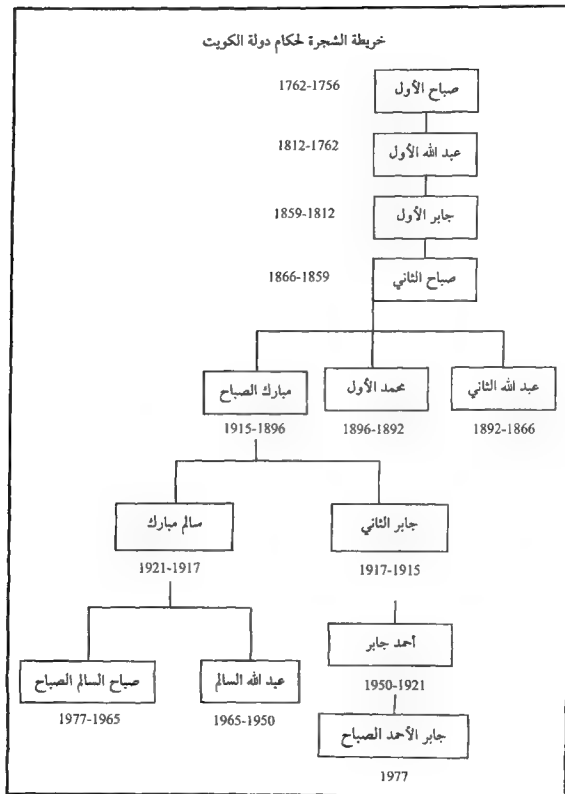 خريطة الشجرة لحكام دولة الكويت
صباح الأول
1762-1756
عبد الله الأول
1812-1762
جابر الأول
1859-1812
صباح الثاني
1866-1859
عبد الله الثاني
محمد الأول
مبارك الصباح
1892-1866
1896-1892
1915-1896
جابر الثاني
سالم مبارك
1917-1915
1921-1917
أحمد جابر
1950-1921
عبد الله السالم
صباح السالم الصباح
1965-1950
1977-1965
جابر الأحمد الصباح
1977